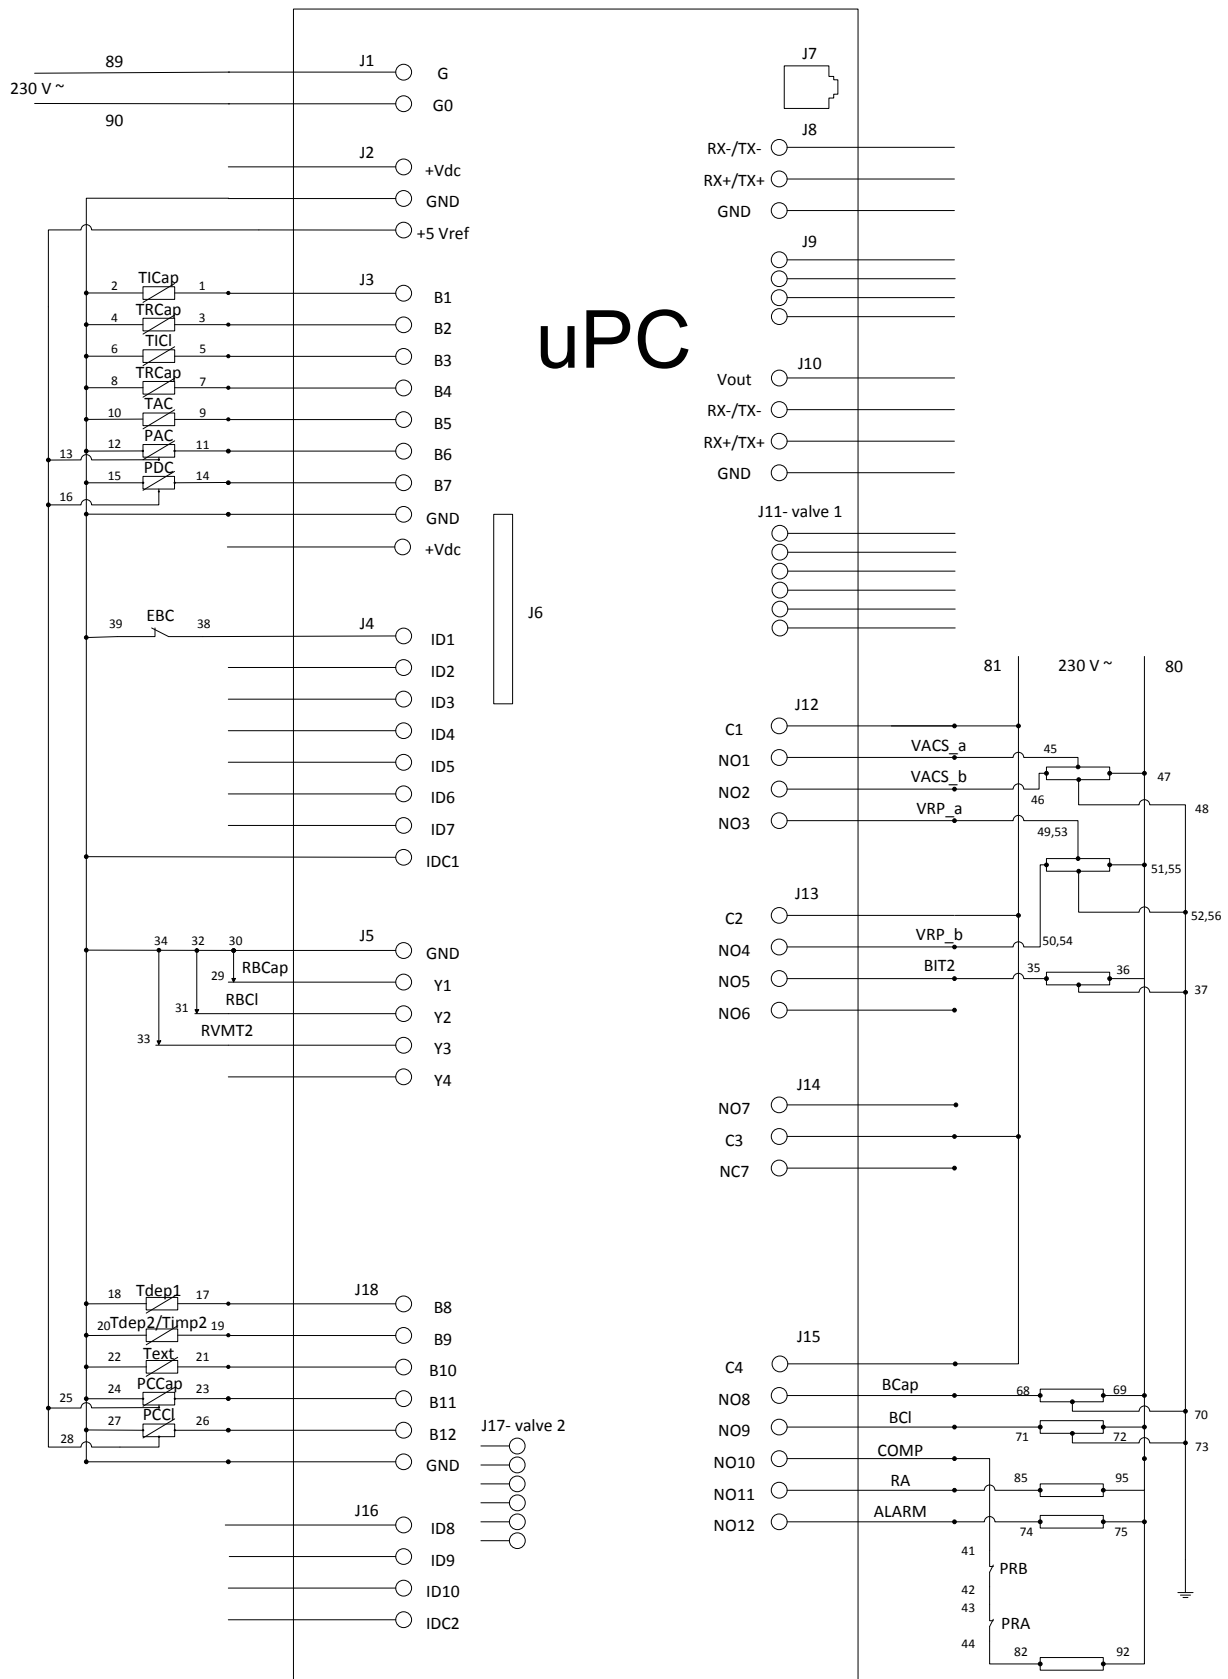 89
230 V ~
90
J1
G
G0
J2
+Vdc
GND
+5 Vref
TICap
2
1
J3
B1
TRCap
4
3
B2
TICl
6
5
B3
TRCap
8
7
B4
TAC
10
9
B5
PAC
12
11
13
B6
PDC
15
14
16
B7
GND
+Vdc
J6
EBC
39
38
J4
ID1
ID2
ID3
ID4
ID5
ID6
ID7
IDC1
34
32
30
J5
GND
RBCap
29
Y1
RBCl
31
Y2
RVMT2
33
Y3
Y4
Tdep1
18
17
J18
B8
20
Tdep2/Timp2
19
B9
Text
22
21
B10
PCCap
24
23
25
B11
PCCl
27
26
28
B12
GND
J17- valve 2
J16
ID8
ID9
ID10
IDC2
uPC
J7
J8
RX-/TX-
RX+/TX+
GND
J9
J10
Vout
RX-/TX-
RX+/TX+
GND
J11- valve 1
81
230 V ~
80
J12
C1
VACS_a
45
NO1
VACS_b
46
47
NO2
48
VRP_a
NO3
49,53
51,55
J13
C2
52,56
VRP_b
50,54
NO4
BIT2
35
36
NO5
37
NO6
J14
NO7
C3
NC7
J15
C4
BCap
68
69
NO8
70
BCl
71
72
NO9
73
COMP
NO10
RA
85
95
NO11
ALARM
74
75
NO12
41
PRB
42
43
PRA
44
82
92